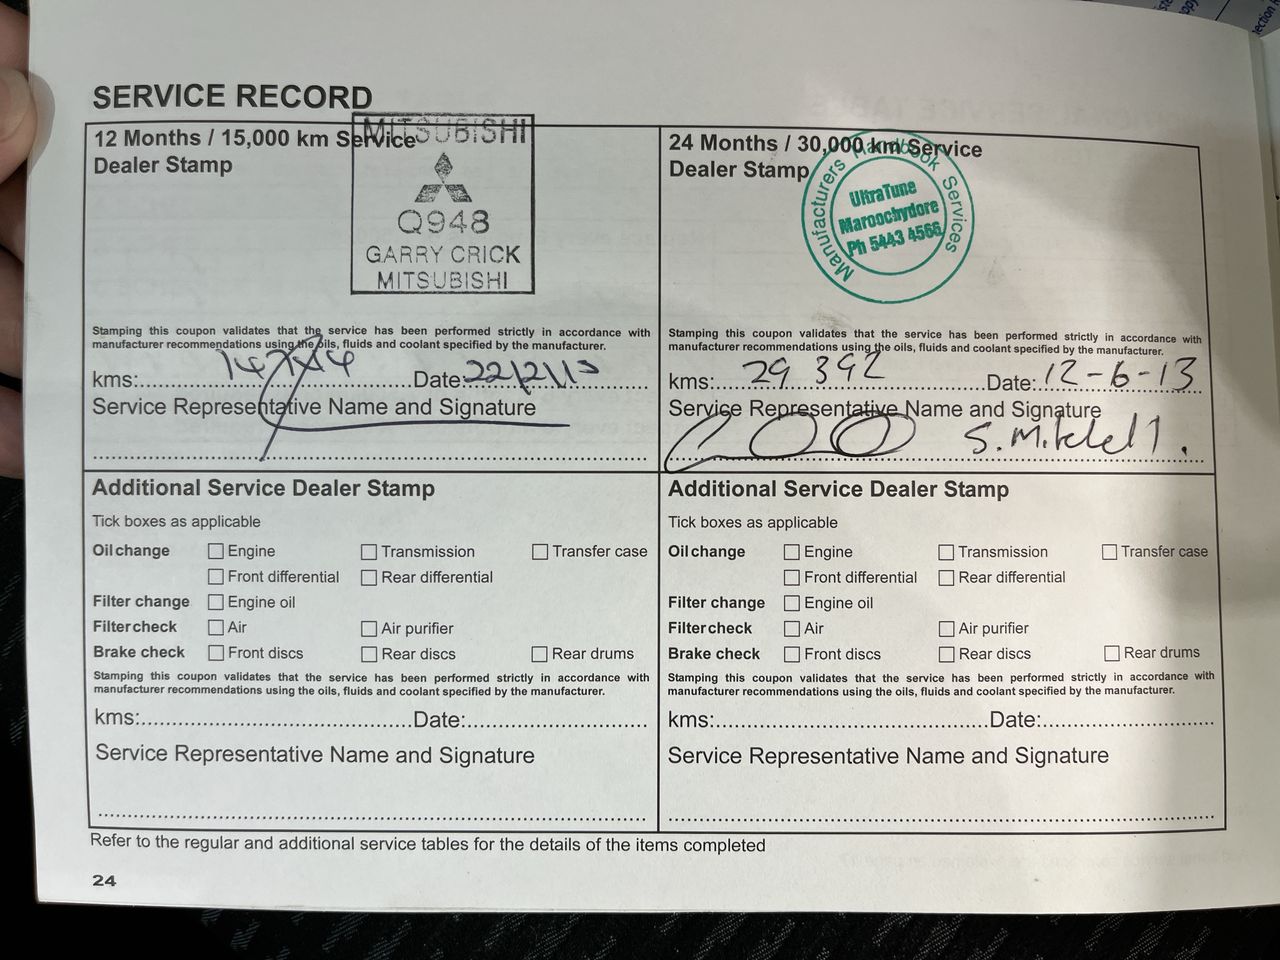 SERVICE RECORD
12 Months / 15,000 km Service
Dealer Stamp
MITSUBISHI
Q948
GARRY CRICK
MITSUBISHI
Stamping this coupon validates that the service has been performed strictly in accordance with
manufacturer recommendations using the oils, fluids and coolant specified by the manufacturer.
kms: Date: 22/2/13
Service Representative Name and Signature
24 Months / 30,000 km Service
Dealer Stamp
Manufacturers Handbook Services
UltraTune
Maroochydore
Ph 5443 4566
Stamping this coupon validates that the service has been performed strictly in accordance with
manufacturer recommendations using the oils, fluids and coolant specified by the manufacturer.
kms: 29 392 Date: 12-6-13
Service Representative Name and Signature
S. Mitchell.
Additional Service Dealer Stamp
Tick boxes as applicable
Oil change Engine Transmission Transfer case
Front differential Rear differential
Filter change Engine oil
Filter check Air Air purifier
Brake check Front discs Rear discs Rear drums
Stamping this coupon validates that the service has been performed strictly in accordance with
manufacturer recommendations using the oils, fluids and coolant specified by the manufacturer.
kms: Date:
Service Representative Name and Signature
Additional Service Dealer Stamp
Tick boxes as applicable
Oil change Engine Transmission Transfer case
Front differential Rear differential
Filter change Engine oil
Filter check Air Air purifier
Brake check Front discs Rear discs Rear drums
Stamping this coupon validates that the service has been performed strictly in accordance with
manufacturer recommendations using the oils, fluids and coolant specified by the manufacturer.
kms: Date:
Service Representative Name and Signature
Refer to the regular and additional service tables for the details of the items completed
24